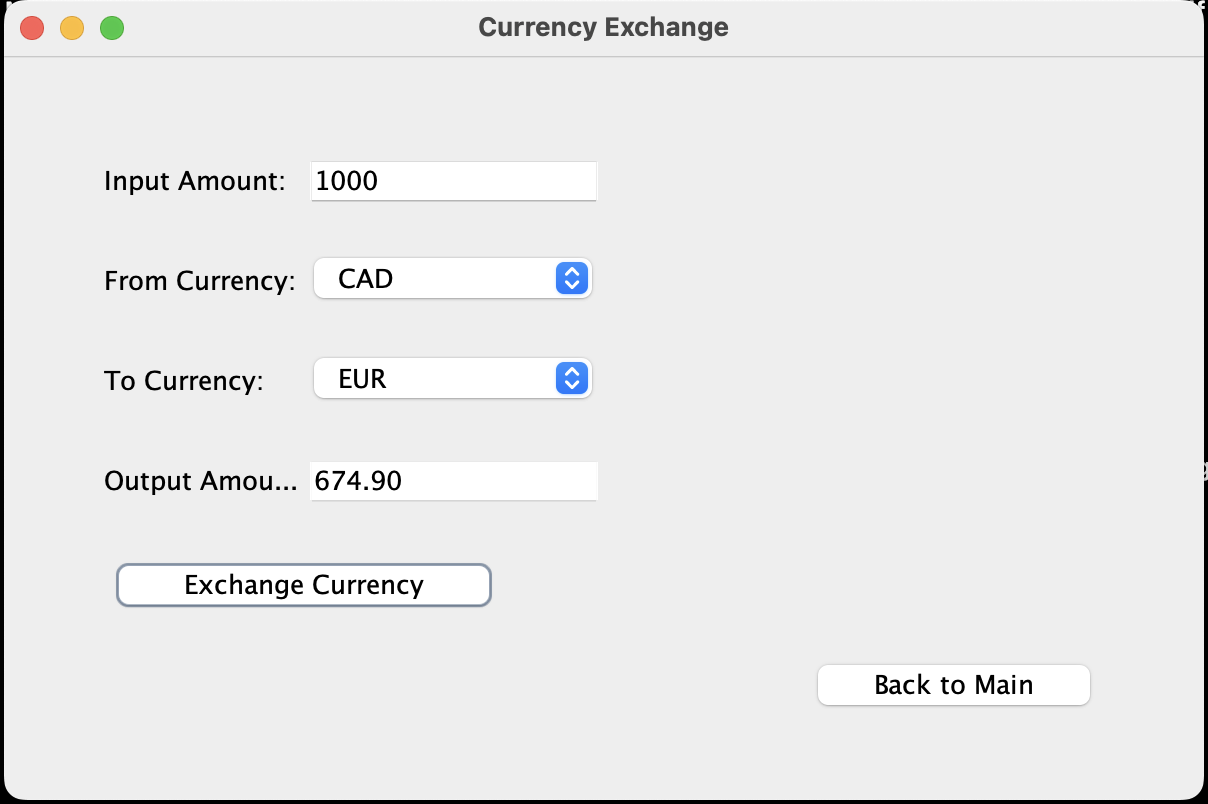 Currency Exchange
Input Amount: 1000
From Currency: CAD
To Currency: EUR
Output Amou... 674.90
Exchange Currency
Back to Main